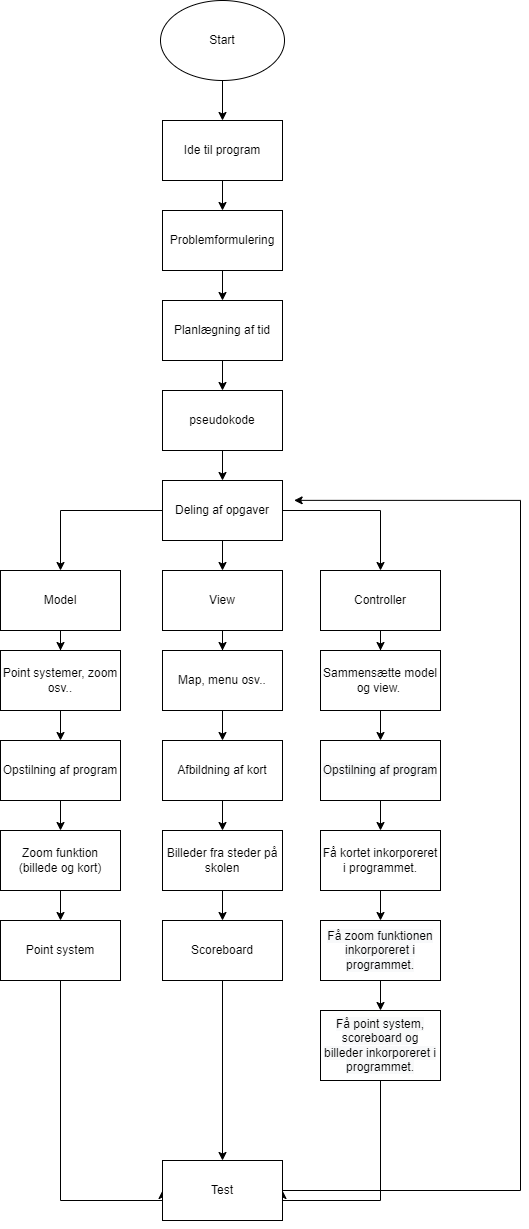 Start
Ide til program
Problemformulering
Planlægning af tid
pseudokode
Deling af opgaver
Model
View
Controller
Point systemer, zoom
osv..
Map, menu osv..
Sammensætte model
og view.
Opstilning af program
Afbildning af kort
Opstilning af program
Zoom funktion
(billede og kort)
Billeder fra steder på
skolen
Få kortet inkorporeret
i programmet.
Point system
Scoreboard
Få zoom funktionen
inkorporeret i
programmet.
Få point system,
scoreboard og
billeder inkorporeret i
programmet.
Test